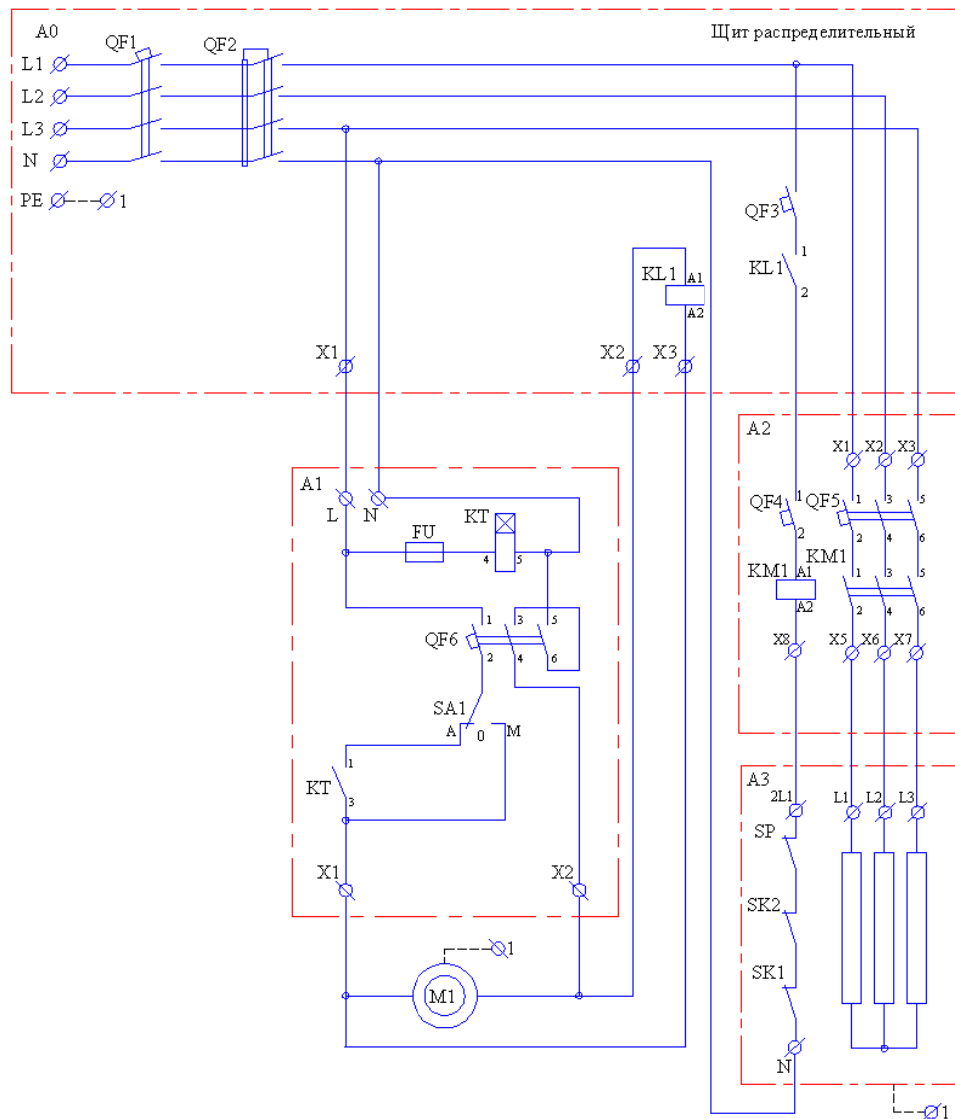 A0
QF1
QF2
Щит распределительный
L1
L2
L3
N
PE
1
QF3
1
KL1
2
KL1
A1
A2
X1
X2
X3
A2
X1
X2
X3
A1
L
N
FU
KT
4
5
QF4
1
2
QF5
1
3
5
2
4
6
KM1
KM1
A1
A2
1
3
5
2
4
6
QF6
1
3
5
2
4
6
X8
X5
X6
X7
SA1
A
0
M
KT
1
3
A3
2L1
L1
L2
L3
SP
X1
X2
SK2
1
SK1
M1
N
1